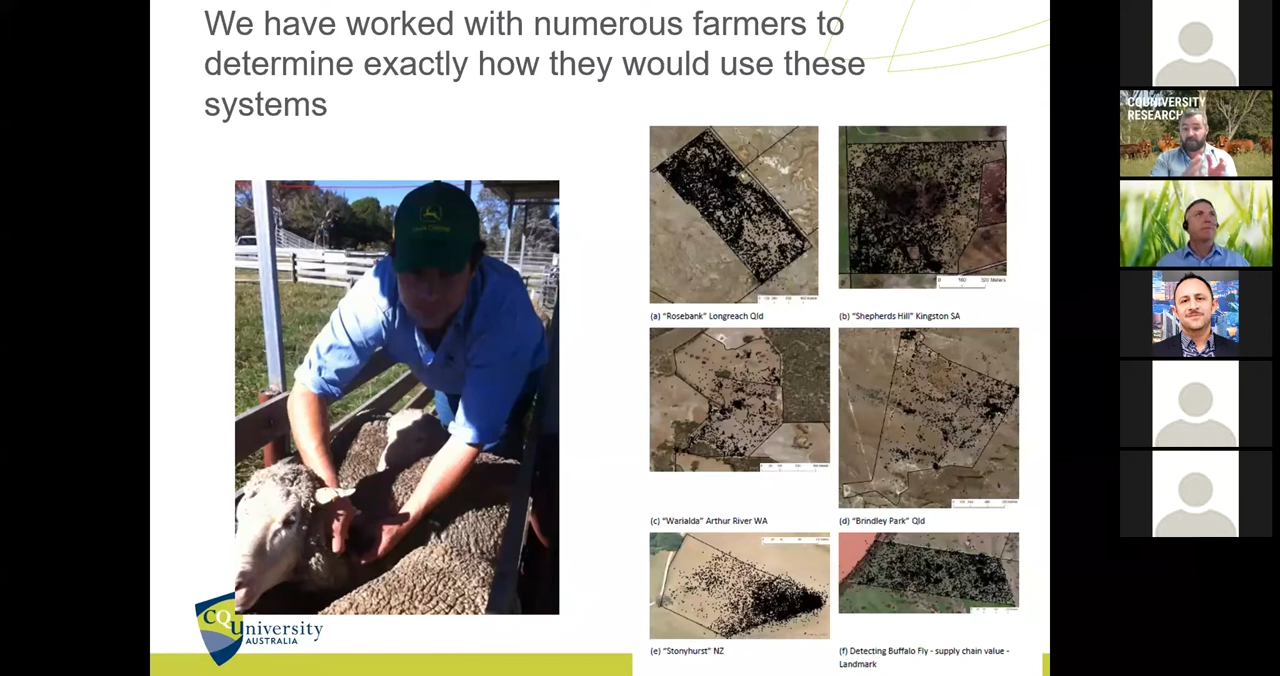 We have worked with numerous farmers to
determine exactly how they would use these
systems
(a) "Rosebank" Longreach Qld
(b) "Shepherds Hill" Kingston SA
(c) "Warialda" Arthur River WA
(d) "Brindley Park" Qld
(e) "Stonyhurst" NZ
(f) Detecting Buffalo Fly - supply chain value -
Landmark
CQUniversity
AUSTRALIA
CQUNIVERSITY
RESEARCH